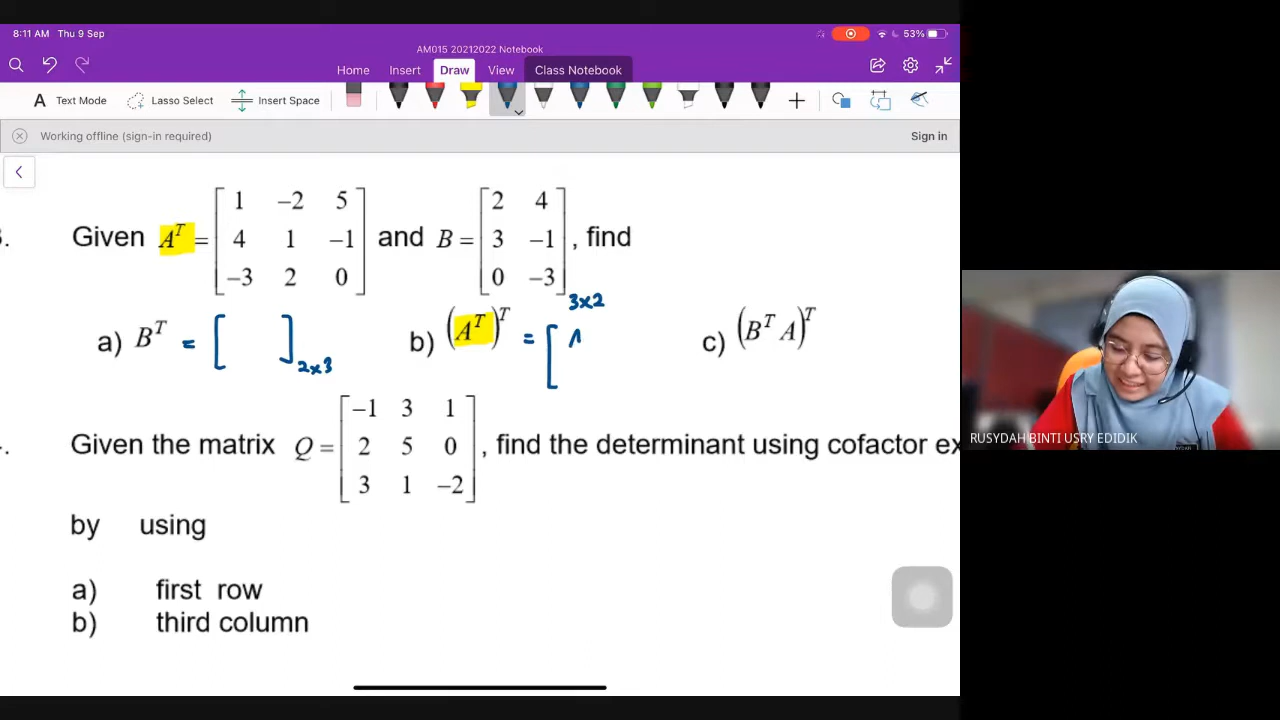 8:11 AM Thu 9 Sep
53%
AM015 20212022 Notebook
Home Insert Draw View Class Notebook
A Text Mode Lasso Select Insert Space
Working offline (sign-in required) Sign in
Given A^T = [1 −2 5; 4 1 −1; −3 2 0] and B = [2 4; 3 −1; 0 −3], find
3x2
a) B^T = [ ] 2x3 b) (A^T)^T = [ c) (B^T A)^T
Given the matrix Q = [−1 3 1; 2 5 0; 3 1 −2], find the determinant using cofactor ex
by using
a) first row
b) third column
RUSYDAH BINTI USRY EDIDIK